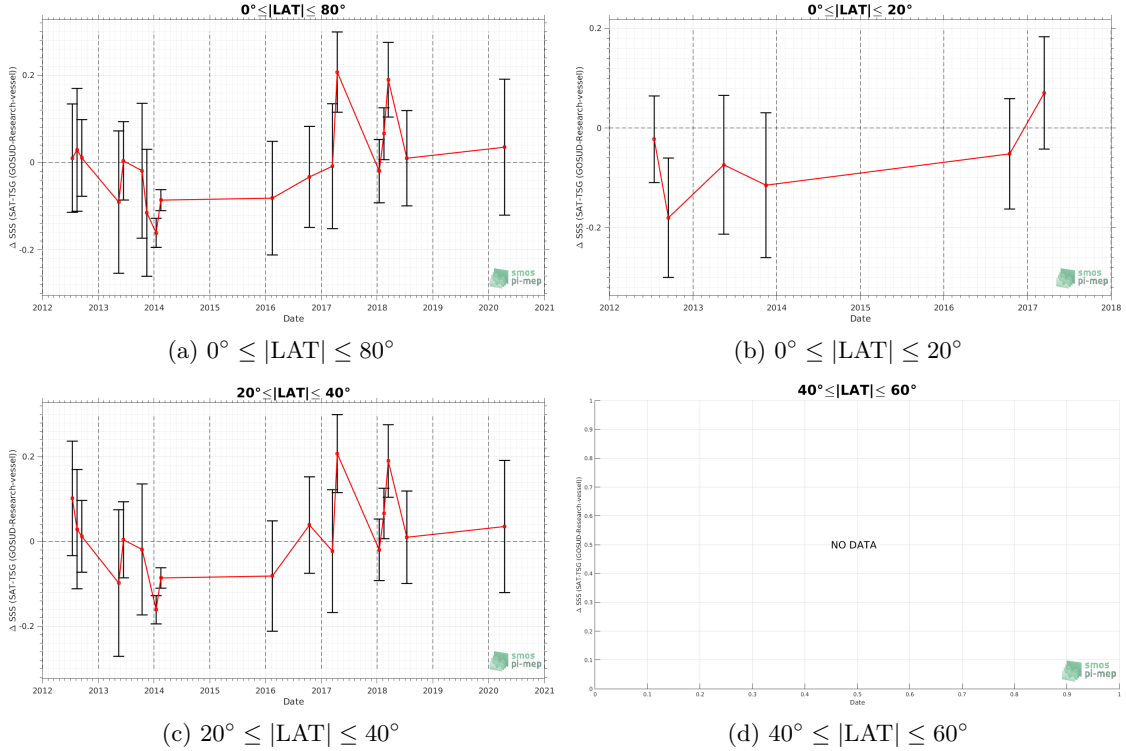 0°≤|LAT|≤ 80°
Δ SSS (SAT-TSG (GOSUD-Research-vessel))
0.2
0
-0.2
2012 2013 2014 2015 2016 2017 2018 2019 2020 2021
Date
smos
pi-mep
(a) 0° ≤ |LAT| ≤ 80°
0°≤|LAT|≤ 20°
Δ SSS (SAT-TSG (GOSUD-Research-vessel))
0.2
0
-0.2
2012 2013 2014 2015 2016 2017 2018
Date
smos
pi-mep
(b) 0° ≤ |LAT| ≤ 20°
20°≤|LAT|≤ 40°
Δ SSS (SAT-TSG (GOSUD-Research-vessel))
0.2
0
-0.2
2012 2013 2014 2015 2016 2017 2018 2019 2020 2021
Date
smos
pi-mep
(c) 20° ≤ |LAT| ≤ 40°
40°≤|LAT|≤ 60°
Δ SSS (SAT-TSG (GOSUD-Research-vessel))
1
0.9
0.8
0.7
0.6
0.5
0.4
0.3
0.2
0.1
0
NO DATA
0 0.1 0.2 0.3 0.4 0.5 0.6 0.7 0.8 0.9 1
Date
smos
pi-mep
(d) 40° ≤ |LAT| ≤ 60°